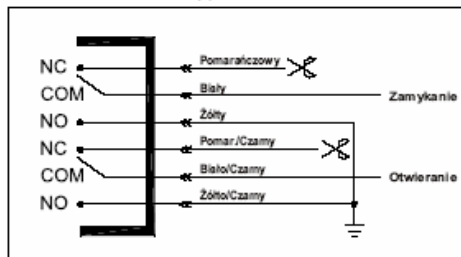 NC Pomarańczowy
COM Biały Zamykanie
NO Żółty
NC Pomar./Czarny
COM Biało/Czarny Otwieranie
NO Żółto/Czarny